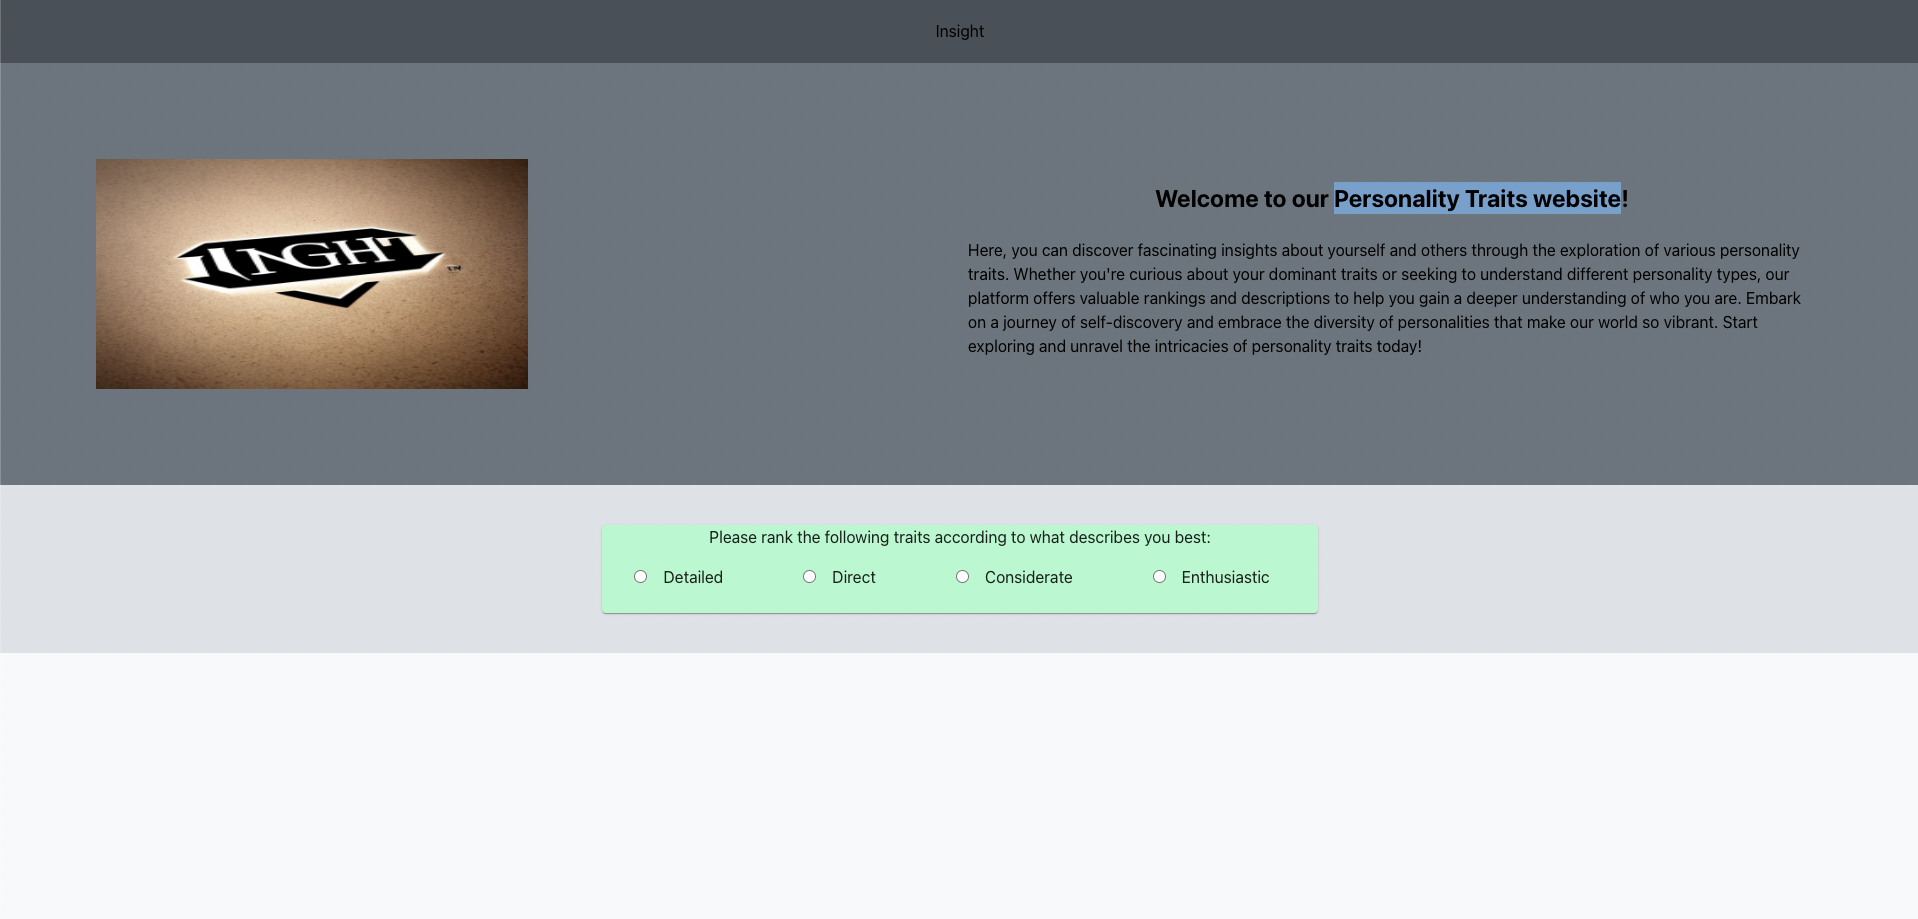 Insight
Welcome to our Personality Traits website!
Here, you can discover fascinating insights about yourself and others through the exploration of various personality
traits. Whether you're curious about your dominant traits or seeking to understand different personality types, our
platform offers valuable rankings and descriptions to help you gain a deeper understanding of who you are. Embark
on a journey of self-discovery and embrace the diversity of personalities that make our world so vibrant. Start
exploring and unravel the intricacies of personality traits today!
Please rank the following traits according to what describes you best:
Detailed Direct Considerate Enthusiastic